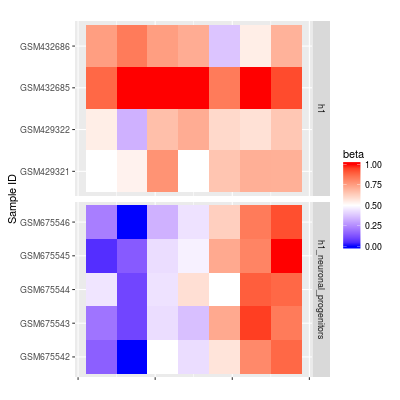 GSM432686
GSM432685
GSM429322
GSM429321
h1
GSM675546
GSM675545
GSM675544
GSM675543
GSM675542
h1_neuronal_progenitors
Sample ID
beta
1.00
0.75
0.50
0.25
0.00